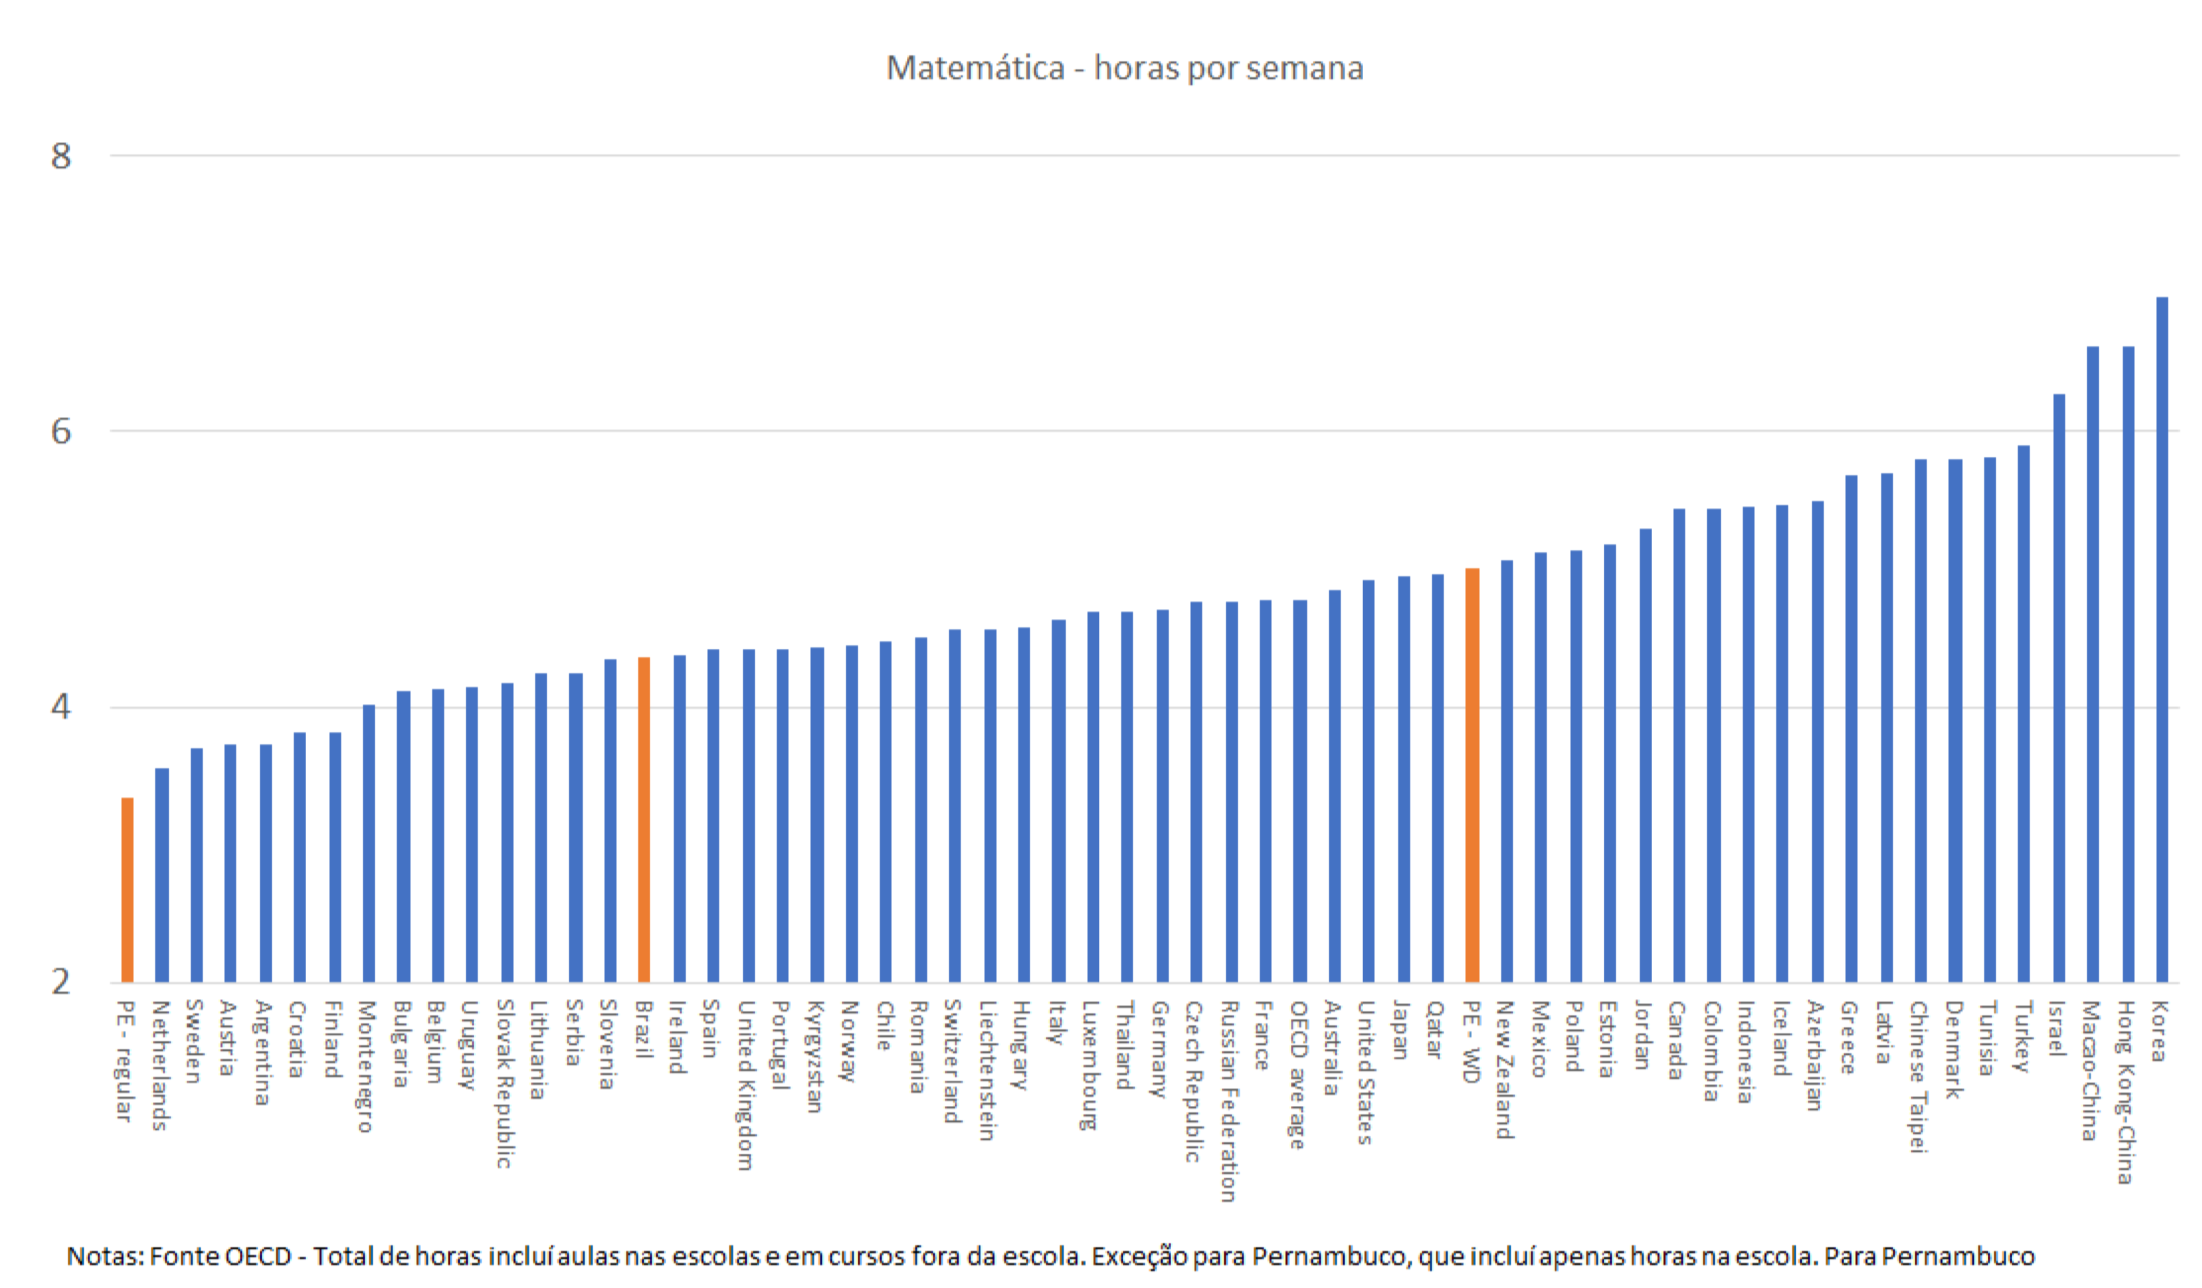 Matemática - horas por semana
8
6
4
2
PE - regular
Netherlands
Sweden
Austria
Argentina
Croatia
Finland
Montenegro
Bulgaria
Belgium
Uruguay
Slovak Republic
Lithuania
Serbia
Slovenia
Brazil
Ireland
Spain
United Kingdom
Portugal
Kyrgyzstan
Norway
Chile
Romania
Switzerland
Liechtenstein
Hungary
Italy
Luxembourg
Thailand
Germany
Czech Republic
Russian Federation
France
OECD average
Australia
United States
Japan
Qatar
PE - WD
New Zealand
Mexico
Poland
Estonia
Jordan
Canada
Colombia
Indonesia
Iceland
Azerbaijan
Greece
Latvia
Chinese Taipei
Denmark
Tunisia
Turkey
Israel
Macao-China
Hong Kong-China
Korea
Notas: Fonte OECD - Total de horas incluí aulas nas escolas e em cursos fora da escola. Exceção para Pernambuco, que incluí apenas horas na escola. Para Pernambuco